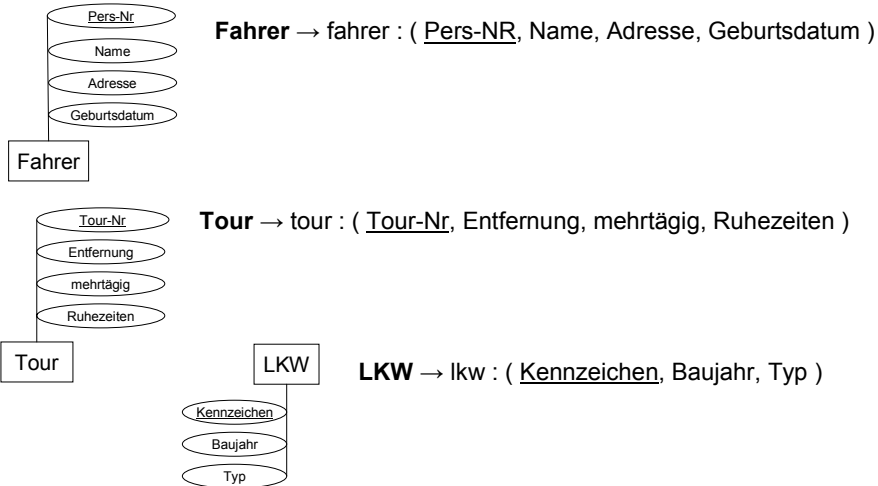 Pers-Nr
Fahrer → fahrer : ( Pers-NR, Name, Adresse, Geburtsdatum )
Name
Adresse
Geburtsdatum
Fahrer
Tour-Nr
Tour → tour : ( Tour-Nr, Entfernung, mehrtägig, Ruhezeiten )
Entfernung
mehrtägig
Ruhezeiten
Tour
LKW
LKW → lkw : ( Kennzeichen, Baujahr, Typ )
Kennzeichen
Baujahr
Typ